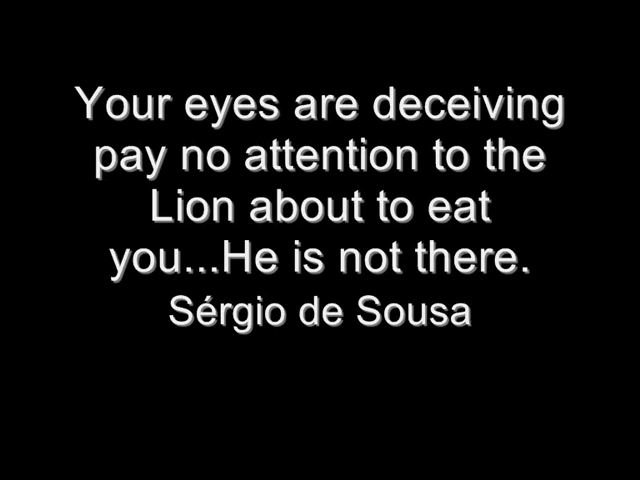 Your eyes are deceiving
pay no attention to the
Lion about to eat
you...He is not there.
Sérgio de Sousa